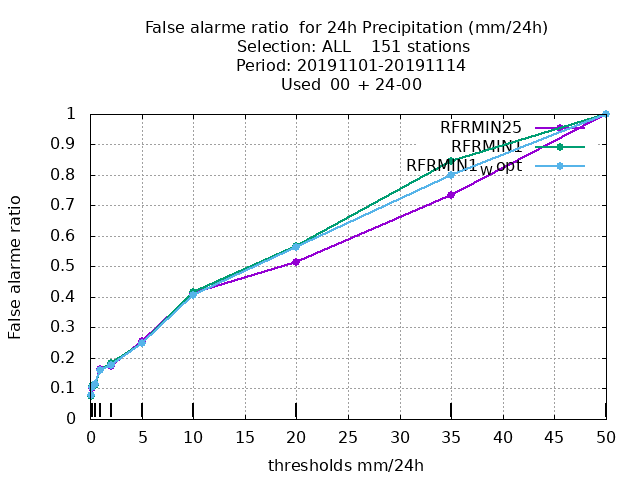 False alarme ratio  for 24h Precipitation (mm/24h)
Selection: ALL    151 stations
Period: 20191101-20191114
Used  00 + 24-00
RFRMIN25
RFRMIN1
RFRMIN1wopt
1
0.9
0.8
0.7
0.6
0.5
0.4
0.3
0.2
0.1
0
False alarme ratio
0 5 10 15 20 25 30 35 40 45 50
thresholds mm/24h